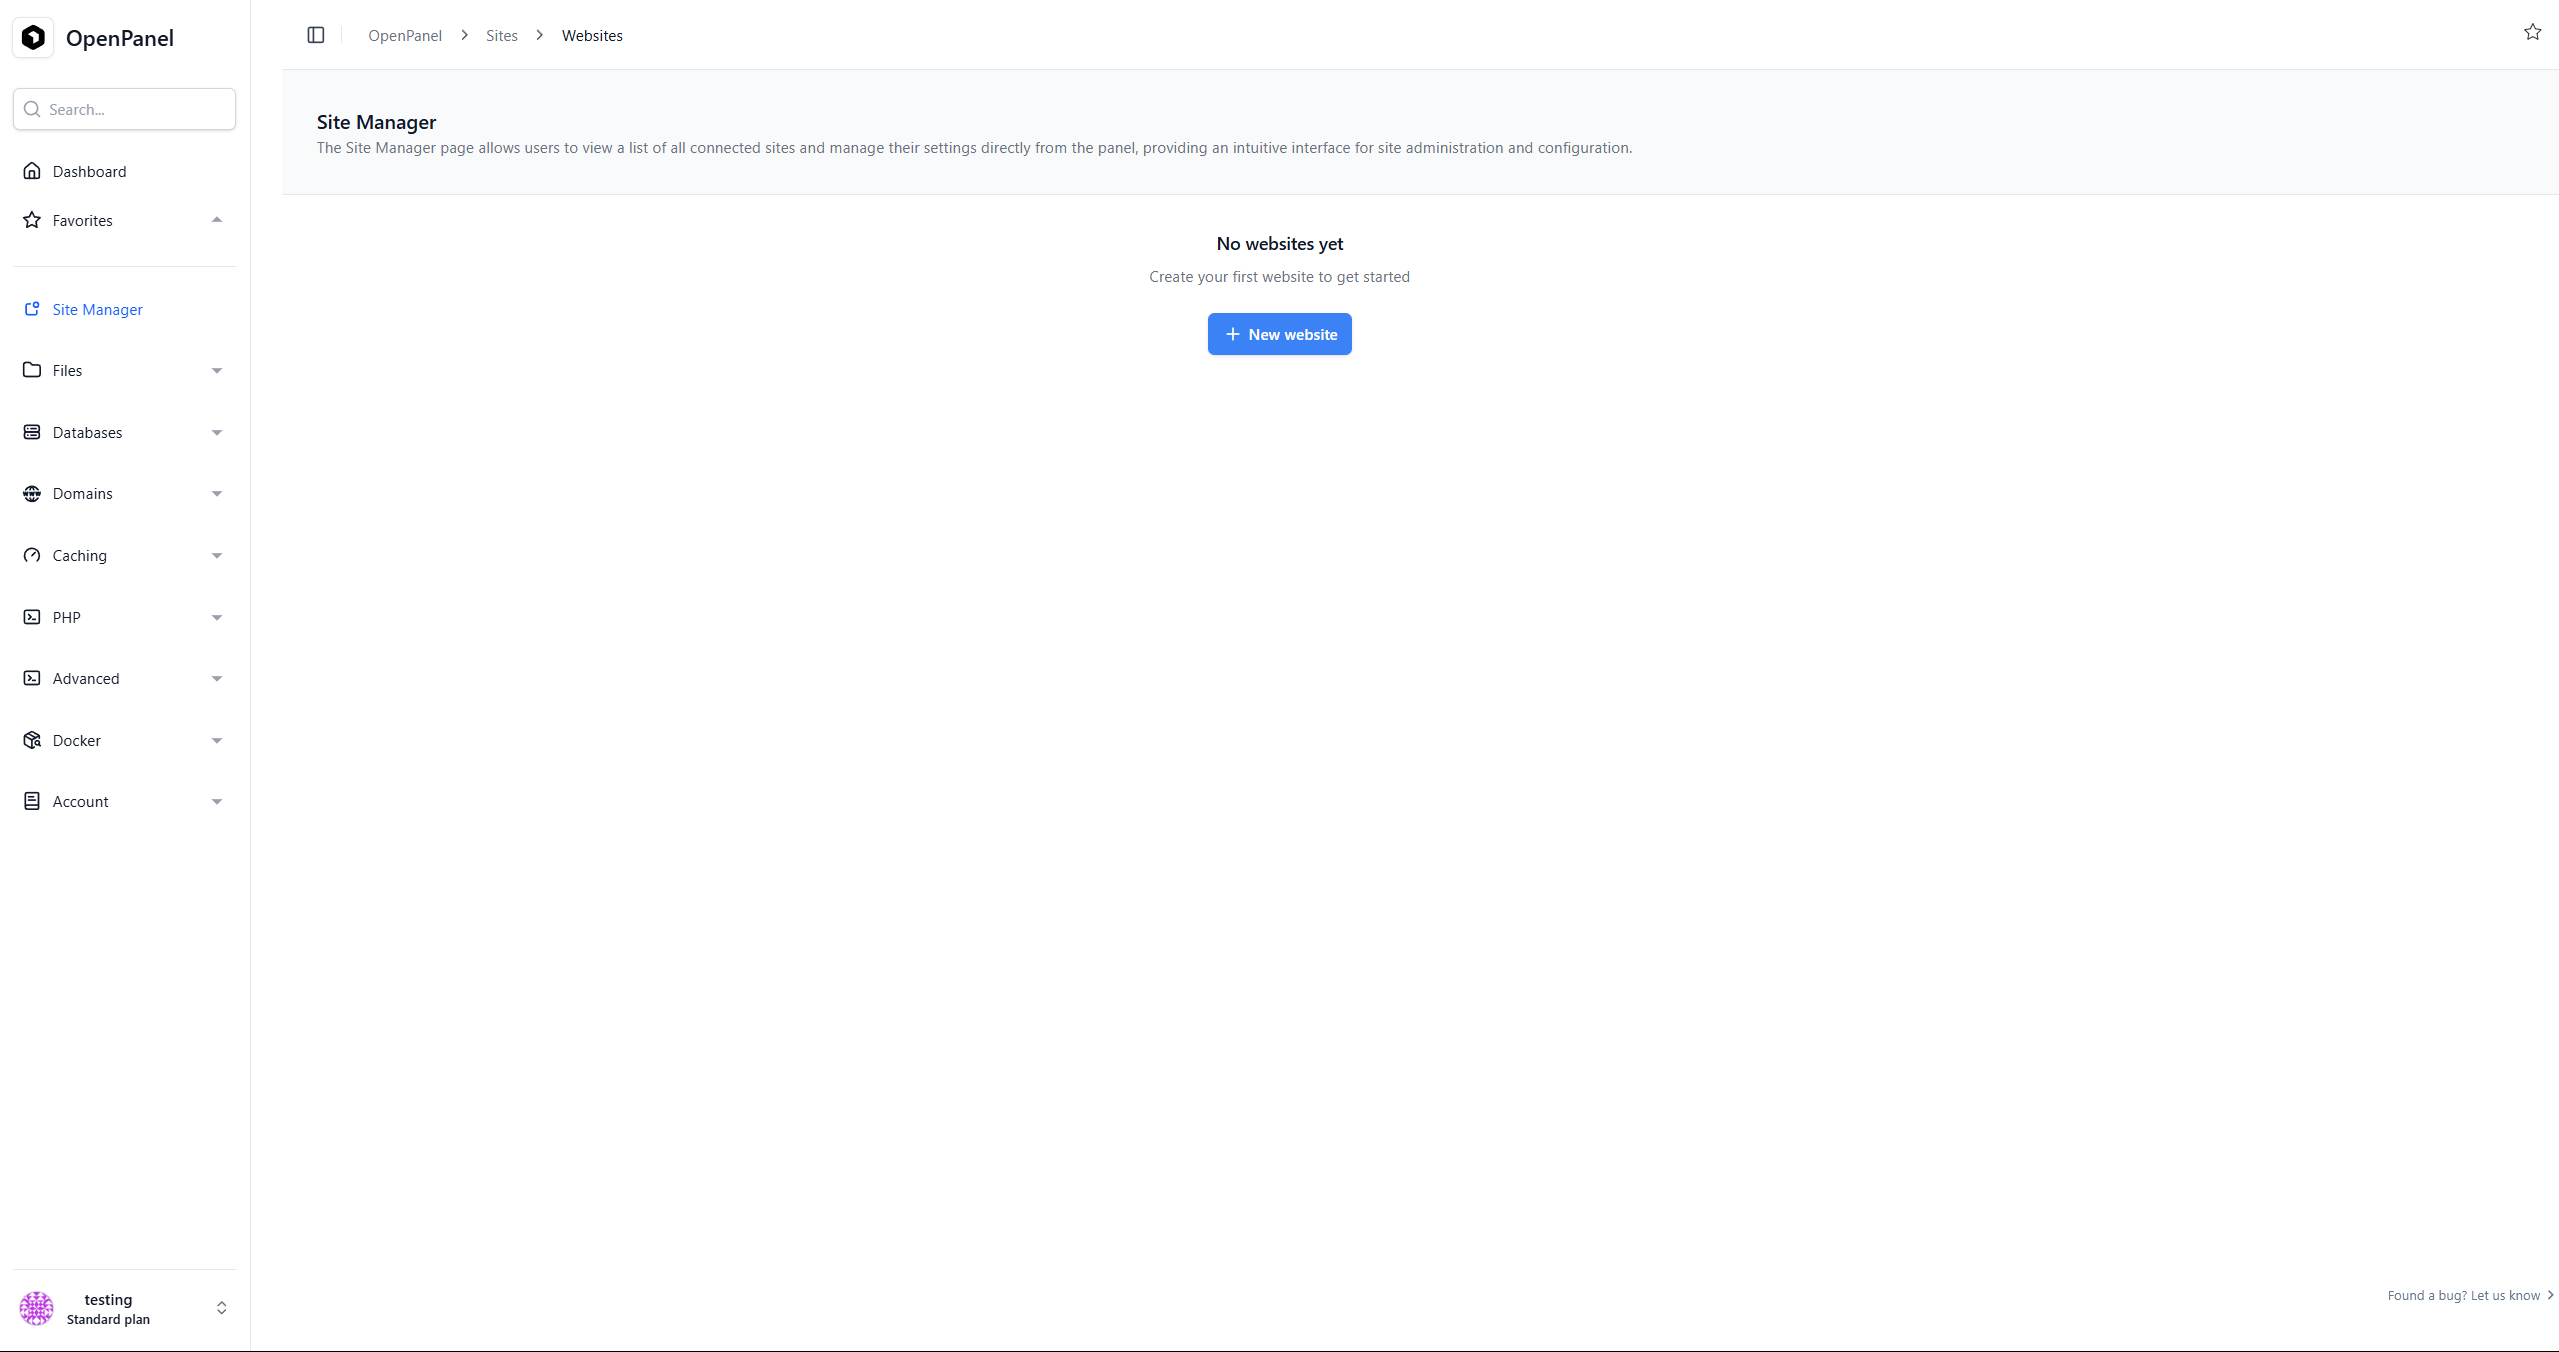 OpenPanel
Search...
Dashboard
Favorites
Site Manager
Files
Databases
Domains
Caching
PHP
Advanced
Docker
Account
testing
Standard plan
OpenPanel > Sites > Websites
Site Manager
The Site Manager page allows users to view a list of all connected sites and manage their settings directly from the panel, providing an intuitive interface for site administration and configuration.
No websites yet
Create your first website to get started
+ New website
Found a bug? Let us know >